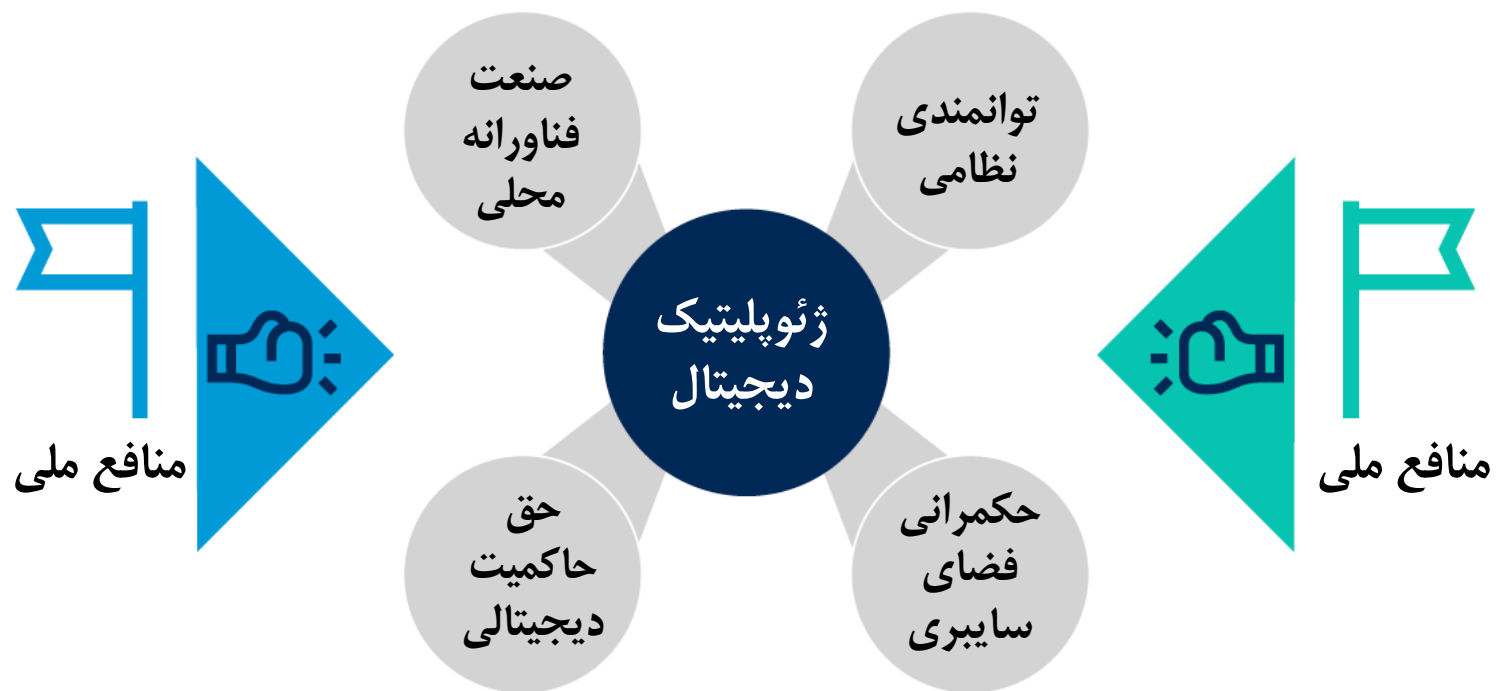 توانمندی
نظامی
صنعت
فناورانه
محلی
ژئوپلیتیک
دیجیتال
منافع ملی
منافع ملی
حکمرانی
فضای
سایبری
حق
حاکمیت
دیجیتالی